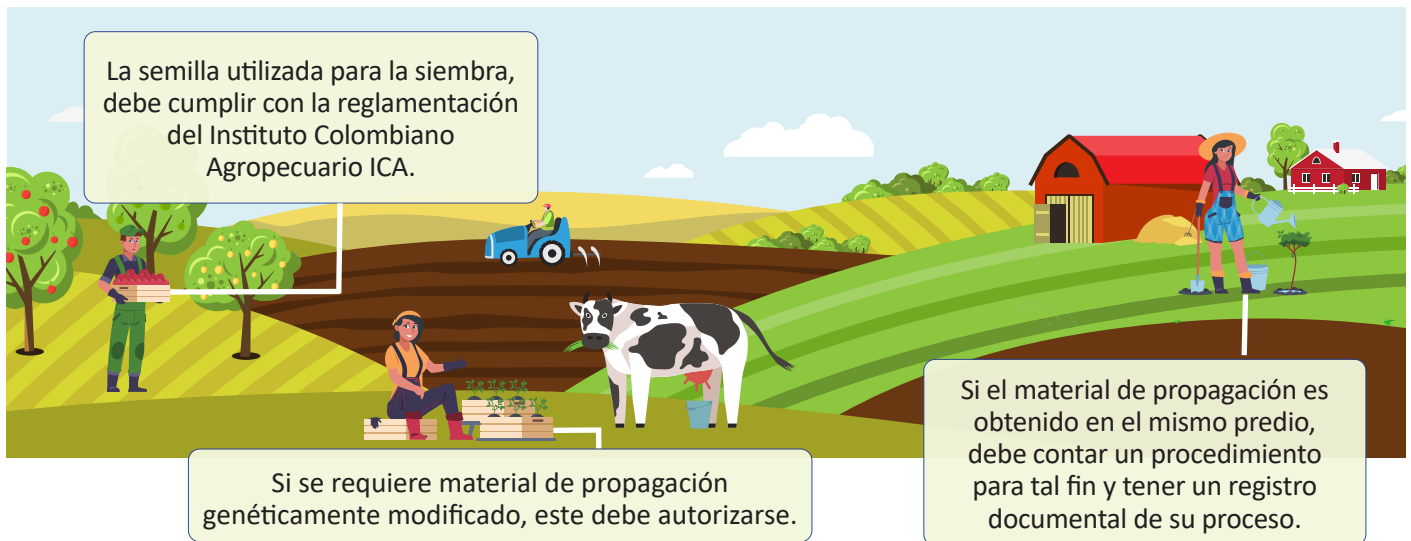 La semilla utilizada para la siembra,
debe cumplir con la reglamentación
del Instituto Colombiano
Agropecuario ICA.
Si se requiere material de propagación
genéticamente modificado, este debe autorizarse.
Si el material de propagación es
obtenido en el mismo predio,
debe contar un procedimiento
para tal fin y tener un registro
documental de su proceso.